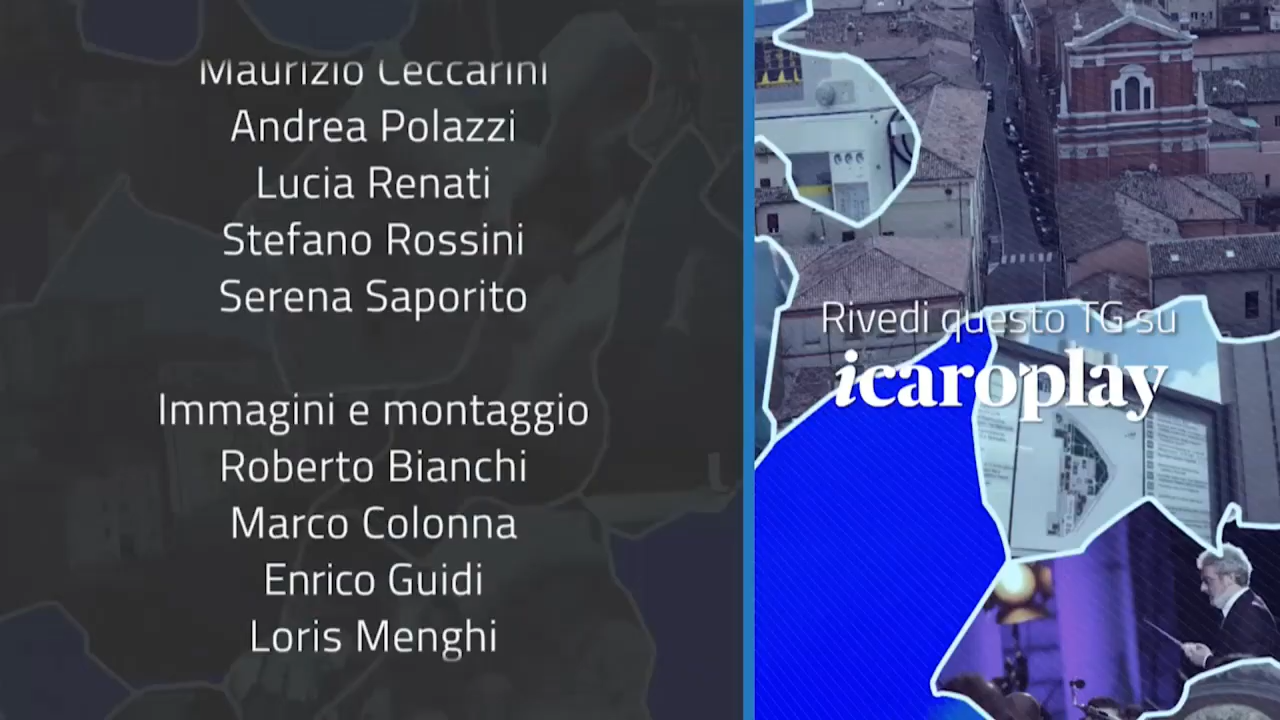 Maurizio Ceccarini
Andrea Polazzi
Lucia Renati
Stefano Rossini
Serena Saporito
Immagini e montaggio
Roberto Bianchi
Marco Colonna
Enrico Guidi
Loris Menghi
Rivedi questo TG su
icaroplay